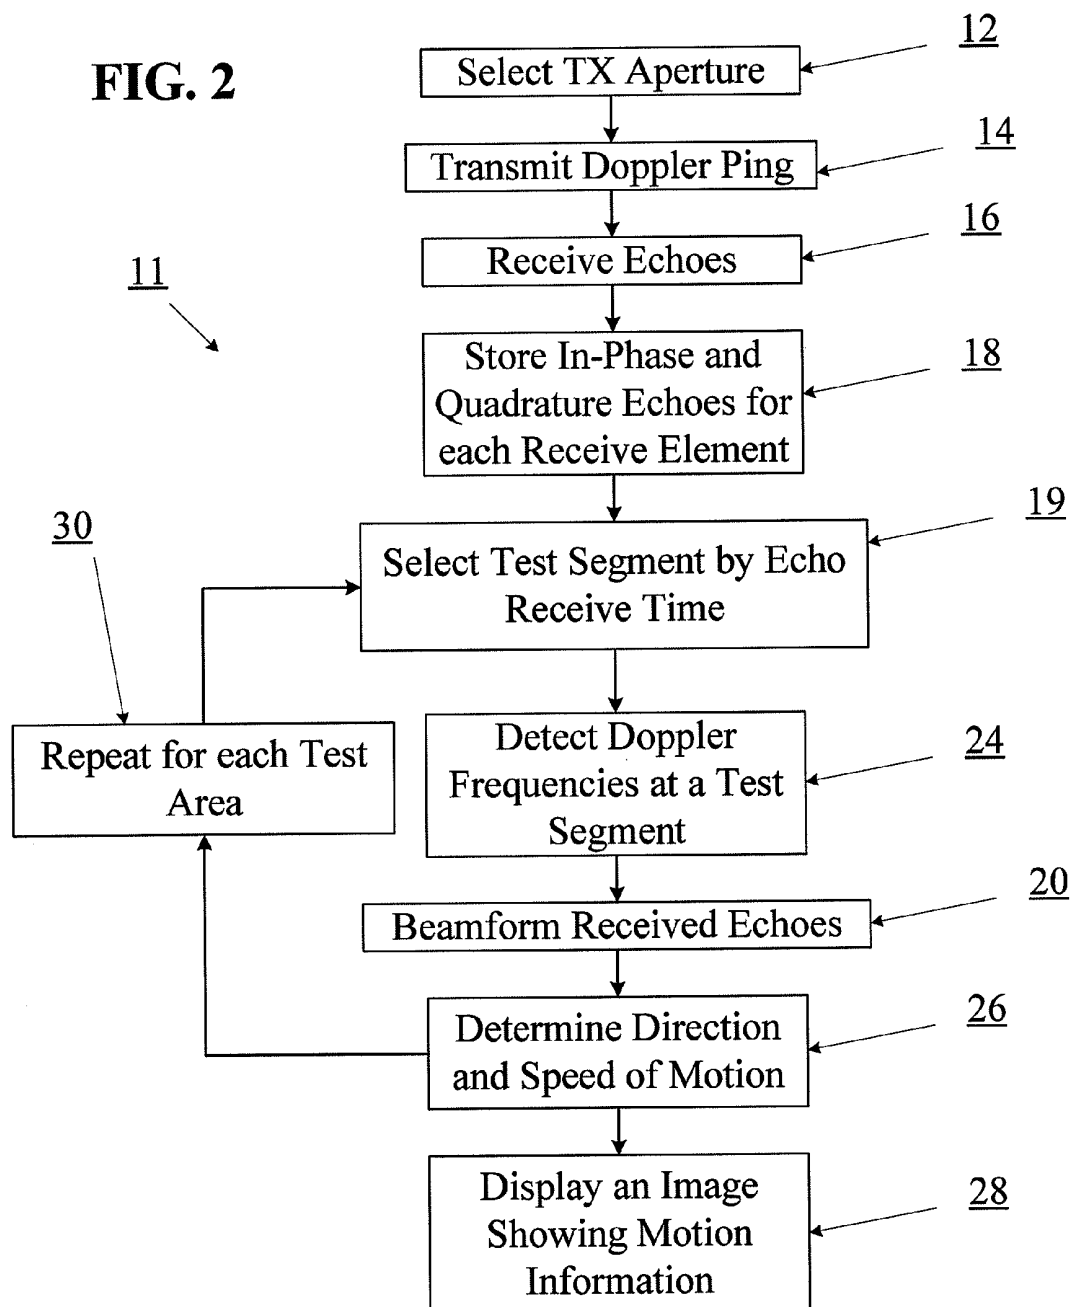 FIG. 2
12
Select TX Aperture
14
Transmit Doppler Ping
16
Receive Echoes
11
18
Store In-Phase and
Quadrature Echoes for
each Receive Element
19
Select Test Segment by Echo
Receive Time
30
Repeat for each Test
Area
24
Detect Doppler
Frequencies at a Test
Segment
20
Beamform Received Echoes
26
Determine Direction
and Speed of Motion
28
Display an Image
Showing Motion
Information